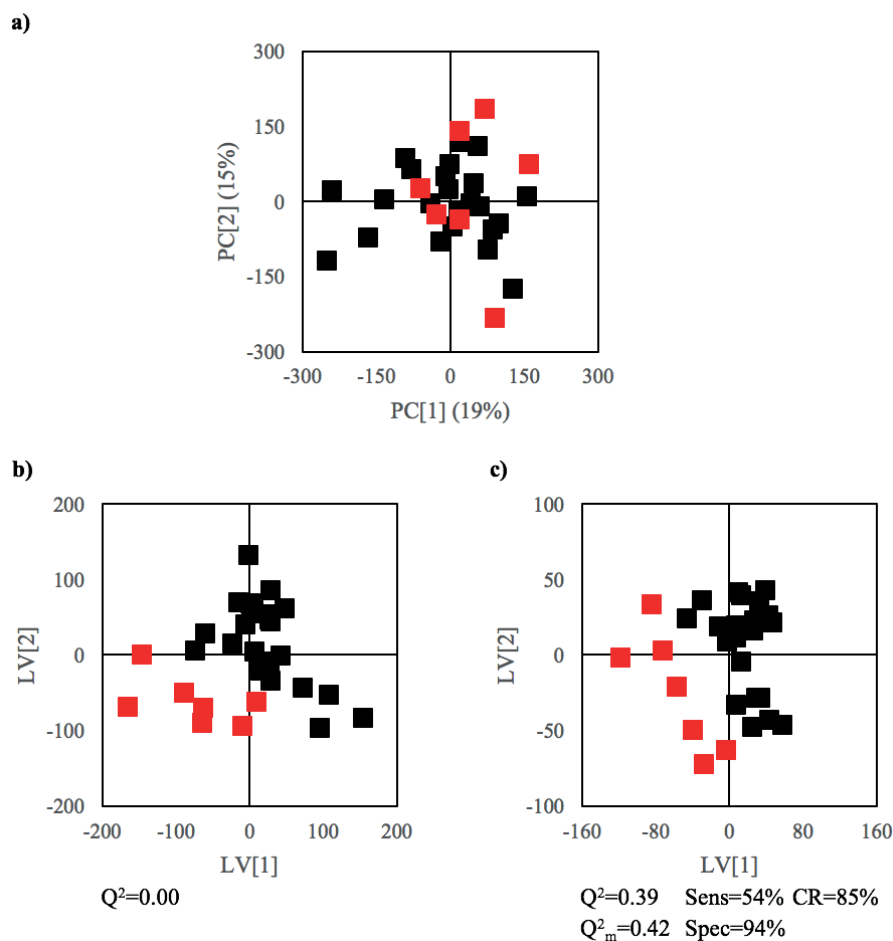 a)
300
150
0
-150
-300
PC[2] (15%)
-300 -150 0 150 300
PC[1] (19%)
b)
200
100
0
-100
-200
LV[2]
-200 -100 0 100 200
LV[1]
Q²=0.00
c)
100
50
0
-50
-100
LV[2]
-160 -80 0 80 160
LV[1]
Q²=0.39 Sens=54% CR=85%
Q²m=0.42 Spec=94%